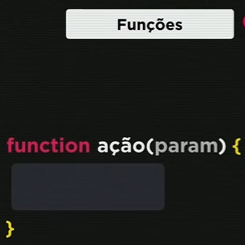 Funções
function ação(param) {
}